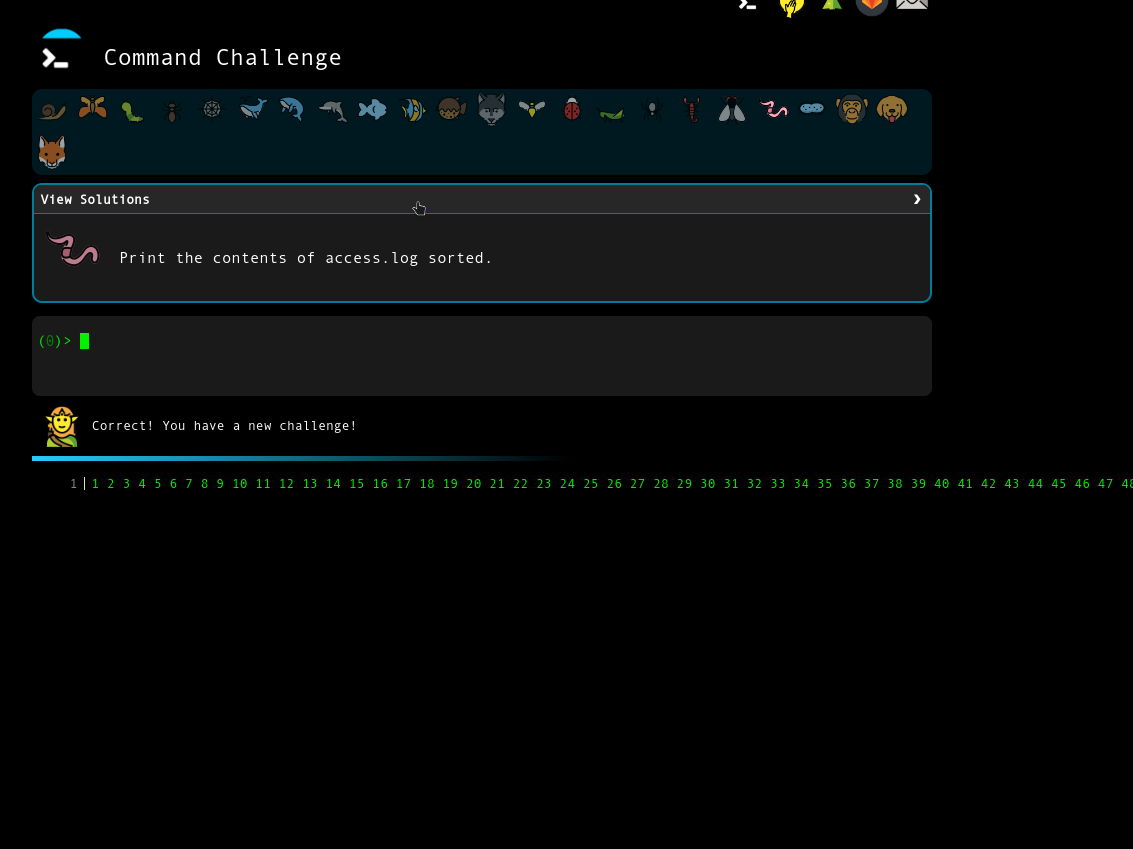 Command Challenge
View Solutions
Print the contents of access.log sorted.
(0)>
Correct! You have a new challenge!
1 1 2 3 4 5 6 7 8 9 10 11 12 13 14 15 16 17 18 19 20 21 22 23 24 25 26 27 28 29 30 31 32 33 34 35 36 37 38 39 40 41 42 43 44 45 46 47 48